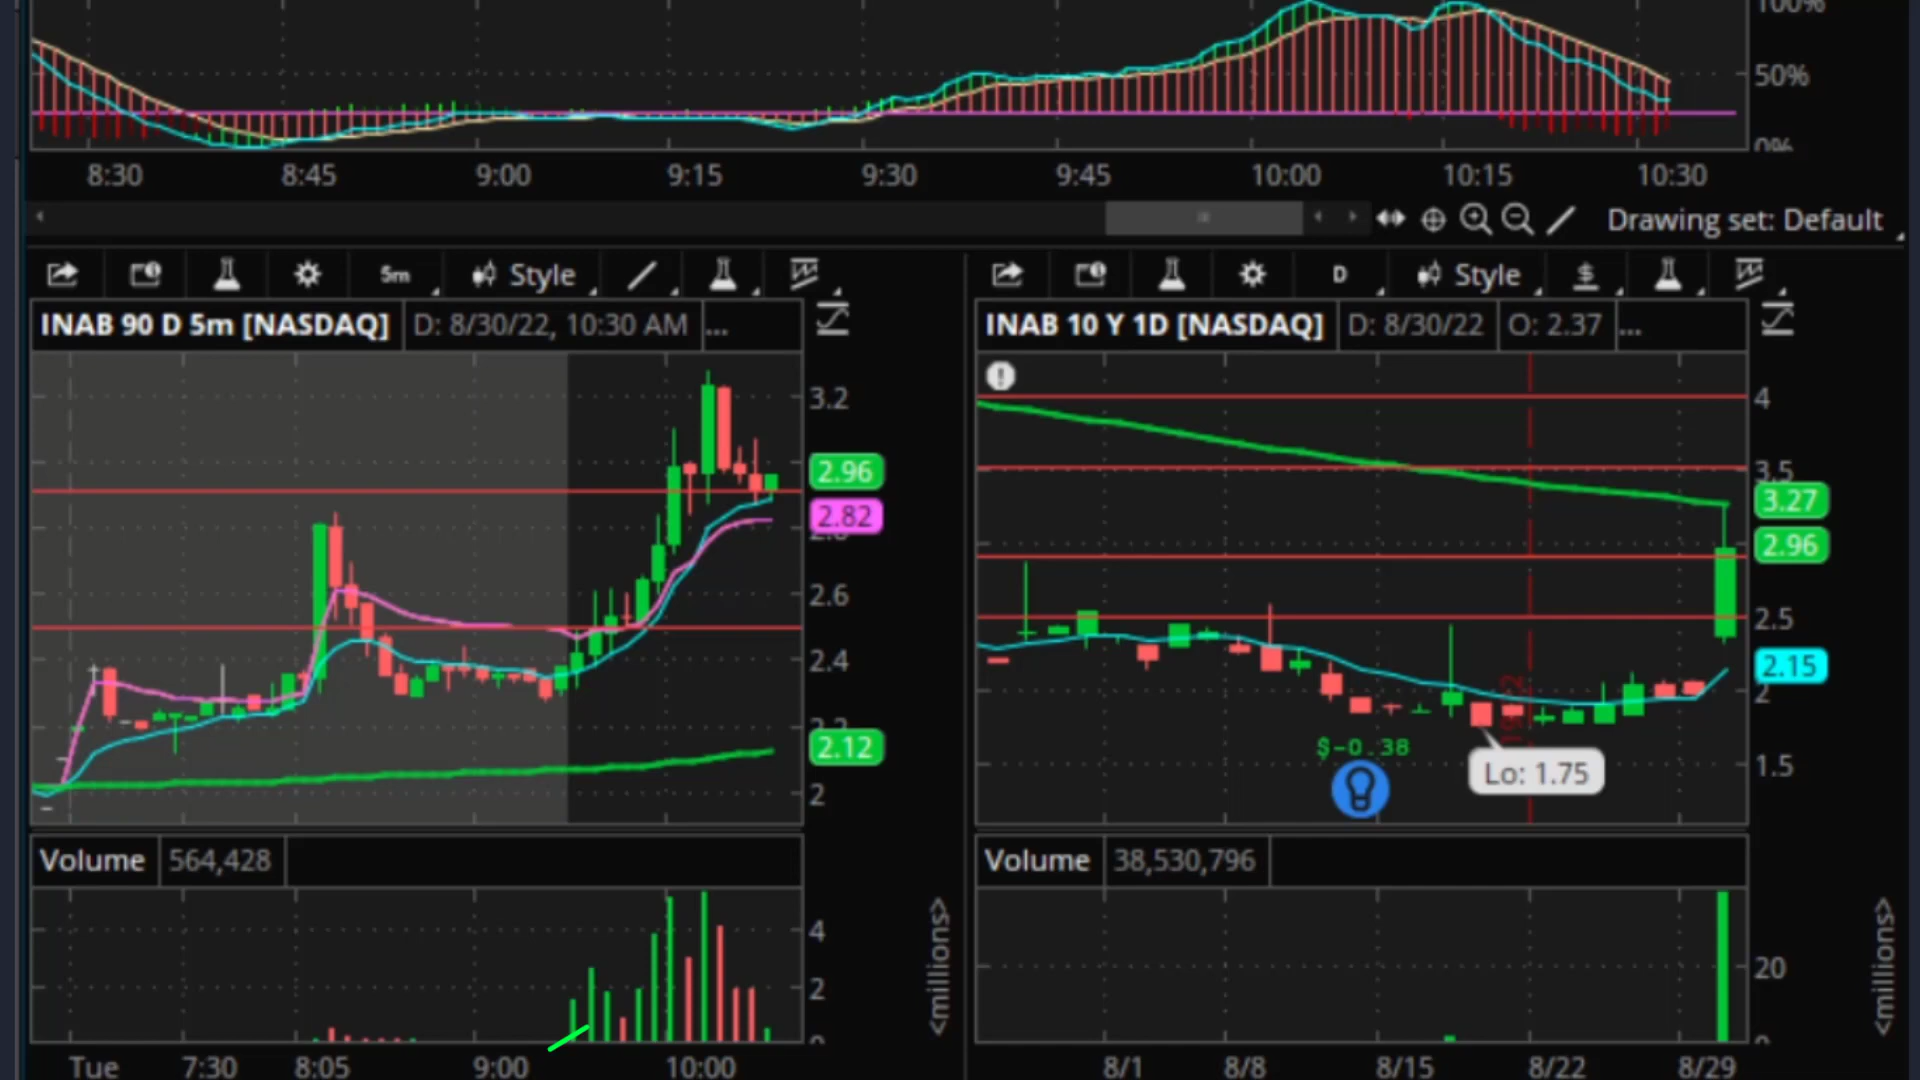 100%
50%
0%
8:30 8:45 9:00 9:15 9:30 9:45 10:00 10:15 10:30
Drawing set: Default
5m Style
D $ Style
INAB 90 D 5m [NASDAQ] D: 8/30/22, 10:30 AM ...
INAB 10 Y 1D [NASDAQ] D: 8/30/22 O: 2.37 ...
3.2
2.96
2.82
2.8
2.6
2.4
2.2
2.12
2
4
3.5
3.27
2.96
2.5
2.15
2
1.5
$-0.38
Lo: 1.75
Volume 564,428
Volume 38,530,796
4
2
0
<millions>
20
0
<millions>
Tue 7:30 8:05 9:00 10:00
8/1 8/8 8/15 8/22 8/29